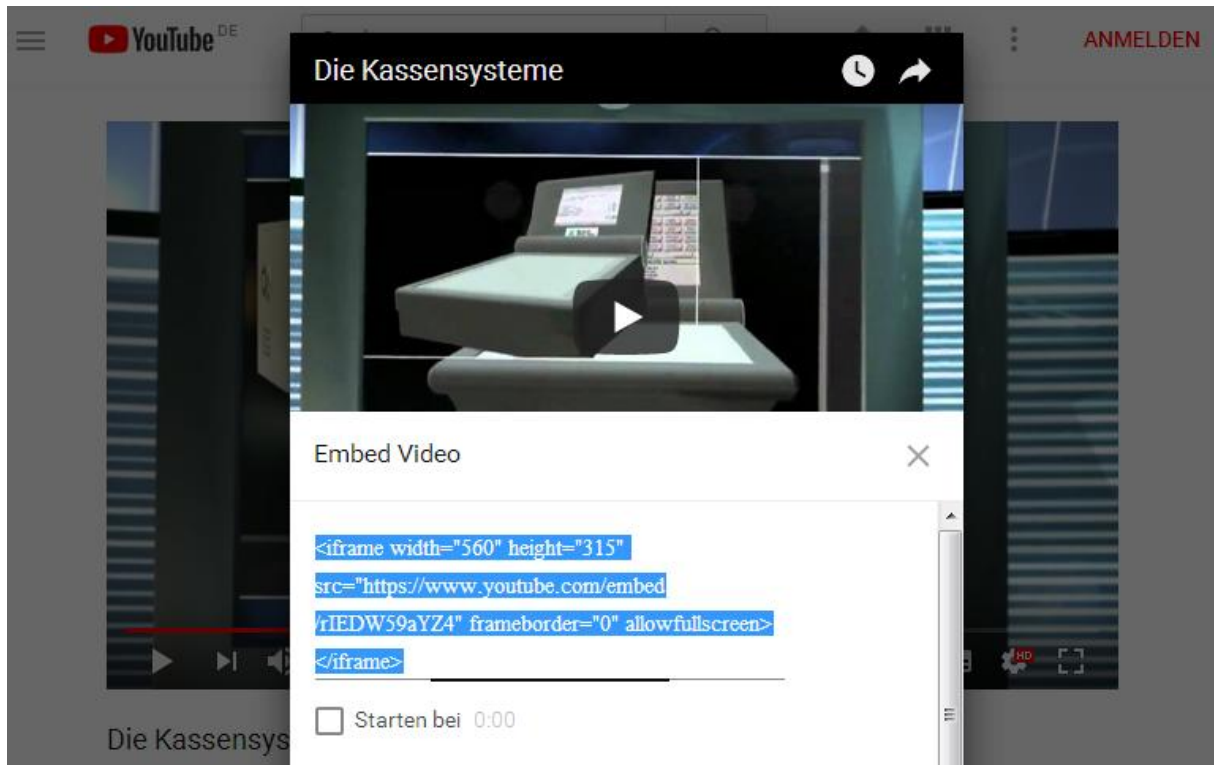 YouTube DE
ANMELDEN
Die Kassensysteme
Embed Video
<iframe width="560" height="315"
src="https://www.youtube.com/embed
/rIEDW59aYZ4" frameborder="0" allowfullscreen>
</iframe>
Starten bei 0:00
HD
Die Kassensys